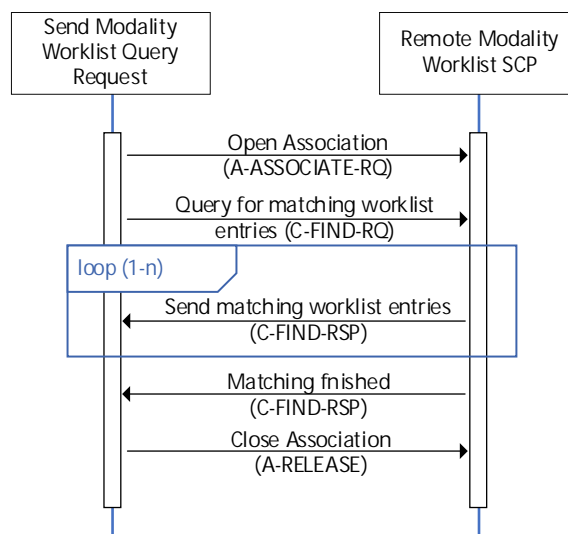 Send Modality
Worklist Query
Request
Remote Modality
Worklist SCP
Open Association
(A-ASSOCIATE-RQ)
Query for matching worklist
entries (C-FIND-RQ)
loop (1-n)
Send matching worklist entries
(C-FIND-RSP)
Matching fnished
(C-FIND-RSP)
Close Association
(A-RELEASE)